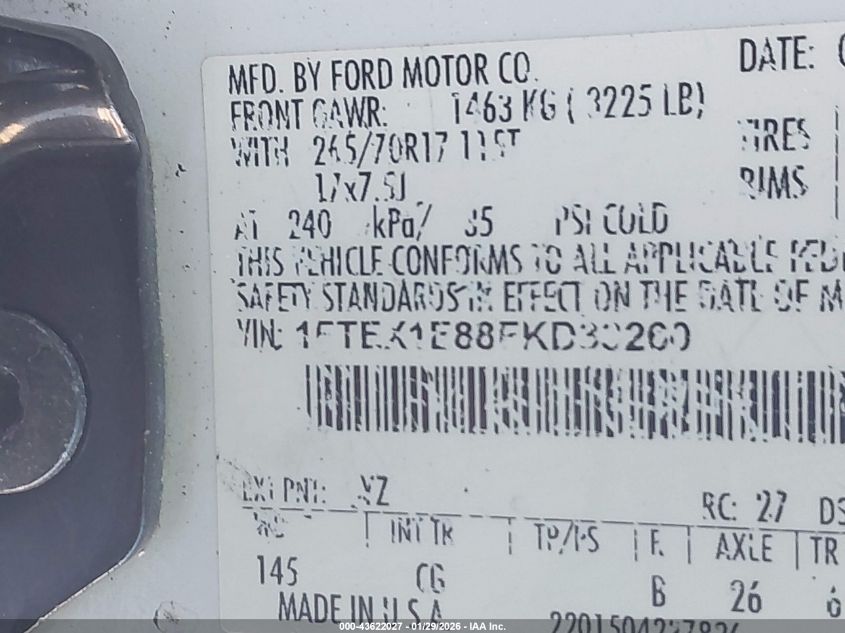 MFD. BY FORD MOTOR CO.
DATE:
FRONT GAWR: 1463 KG ( 3225 LB)
WITH 265/70R17 115T TIRES
17x7.5J RIMS
AT 240 kPa/ 35 PSI COLD
THIS VEHICLE CONFORMS TO ALL APPLICABLE
SAFETY STANDARDS IN EFFECT ON THE DATE OF
VIN: 1FTEX1E88FKD33260
EXT PNT: YZ RC: 27
INT TR TP/PS R AXLE TR
145 CG B 26 6
MADE IN U.S.A.
000-43622027 - 01/29/2026 - IAA Inc.